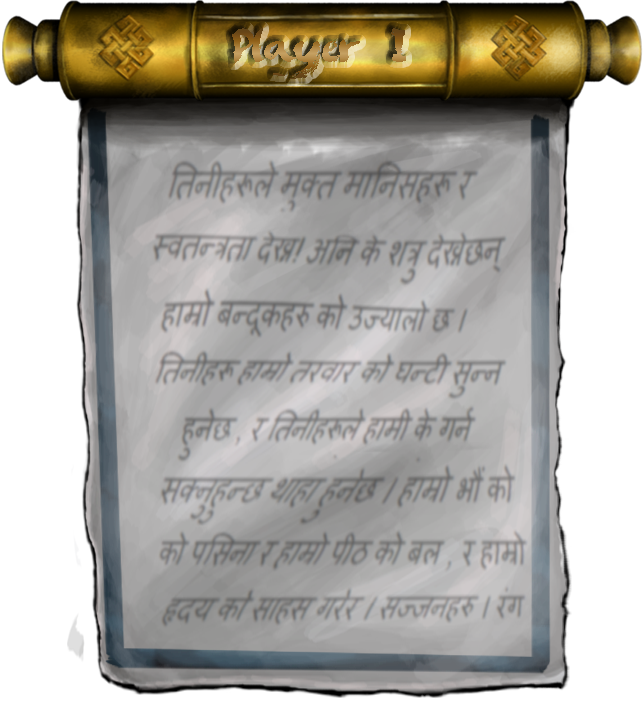 Player 1
तिनीहरूले मुक्त मानिसहरू र
स्वतन्त्रता देख्न! अनि के शत्रु देख्नेछन्
हाम्रो बन्दूकहरु को उज्यालो छ ।
तिनीहरू हाम्रो तरवार को घन्टी सुन्न
हुनेछ , र तिनीहरूले हामी के गर्न
सक्नुहुन्छ थाहा हुनेछ । हाम्रो भौं को
को पसिना र हाम्रो पीठ को बल , र हाम्रो
हृदय को साहस गरेर । सज्जनहरु । रंग